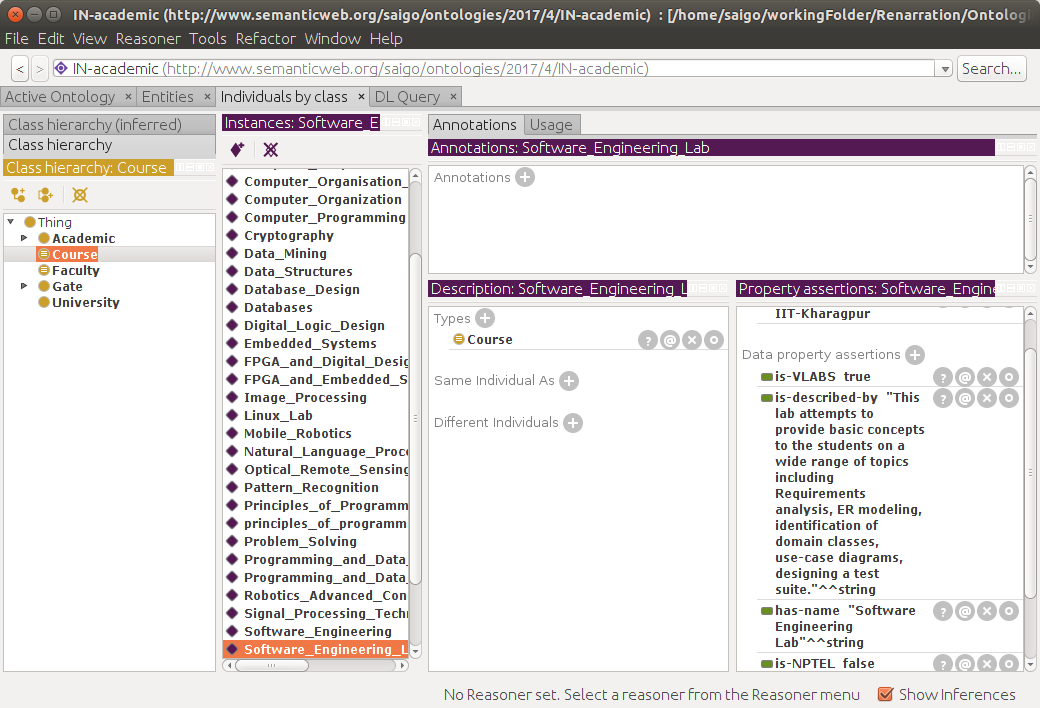 IN-academic (http://www.semanticweb.org/saigo/ontologies/2017/4/IN-academic) : [/home/saigo/workingFolder/Renarration/Ontologi
File Edit View Reasoner Tools Refactor Window Help
< > IN-academic (http://www.semanticweb.org/saigo/ontologies/2017/4/IN-academic) Search...
Active Ontology × Entities × Individuals by class × DL Query ×
Class hierarchy (inferred)
Class hierarchy
Class hierarchy: Course
Thing
Academic
Course
Faculty
Gate
University
Instances: Software_E
Computer_Organisation_
Computer_Organization
Computer_Programming
Cryptography
Data_Mining
Data_Structures
Database_Design
Databases
Digital_Logic_Design
Embedded_Systems
FPGA_and_Digital_Desig
FPGA_and_Embedded_S
Image_Processing
Linux_Lab
Mobile_Robotics
Natural_Language_Proc
Optical_Remote_Sensing
Pattern_Recognition
Principles_of_Programm
principles_of_programm
Problem_Solving
Programming_and_Data_
Programming_and_Data_
Robotics_Advanced_Con
Signal_Processing_Tech
Software_Engineering
Software_Engineering_L
Annotations Usage
Annotations: Software_Engineering_Lab
Annotations
Description: Software_Engineering_L
Types
Course
Same Individual As
Different Individuals
Property assertions: Software_Engine
IIT-Kharagpur
Data property assertions
is-VLABS true
is-described-by "This
lab attempts to
provide basic concepts
to the students on a
wide range of topics
including
Requirements
analysis, ER modeling,
identification of
domain classes,
use-case diagrams,
designing a test
suite."^^string
has-name "Software
Engineering
Lab"^^string
is-NPTEL false
No Reasoner set. Select a reasoner from the Reasoner menu Show Inferences